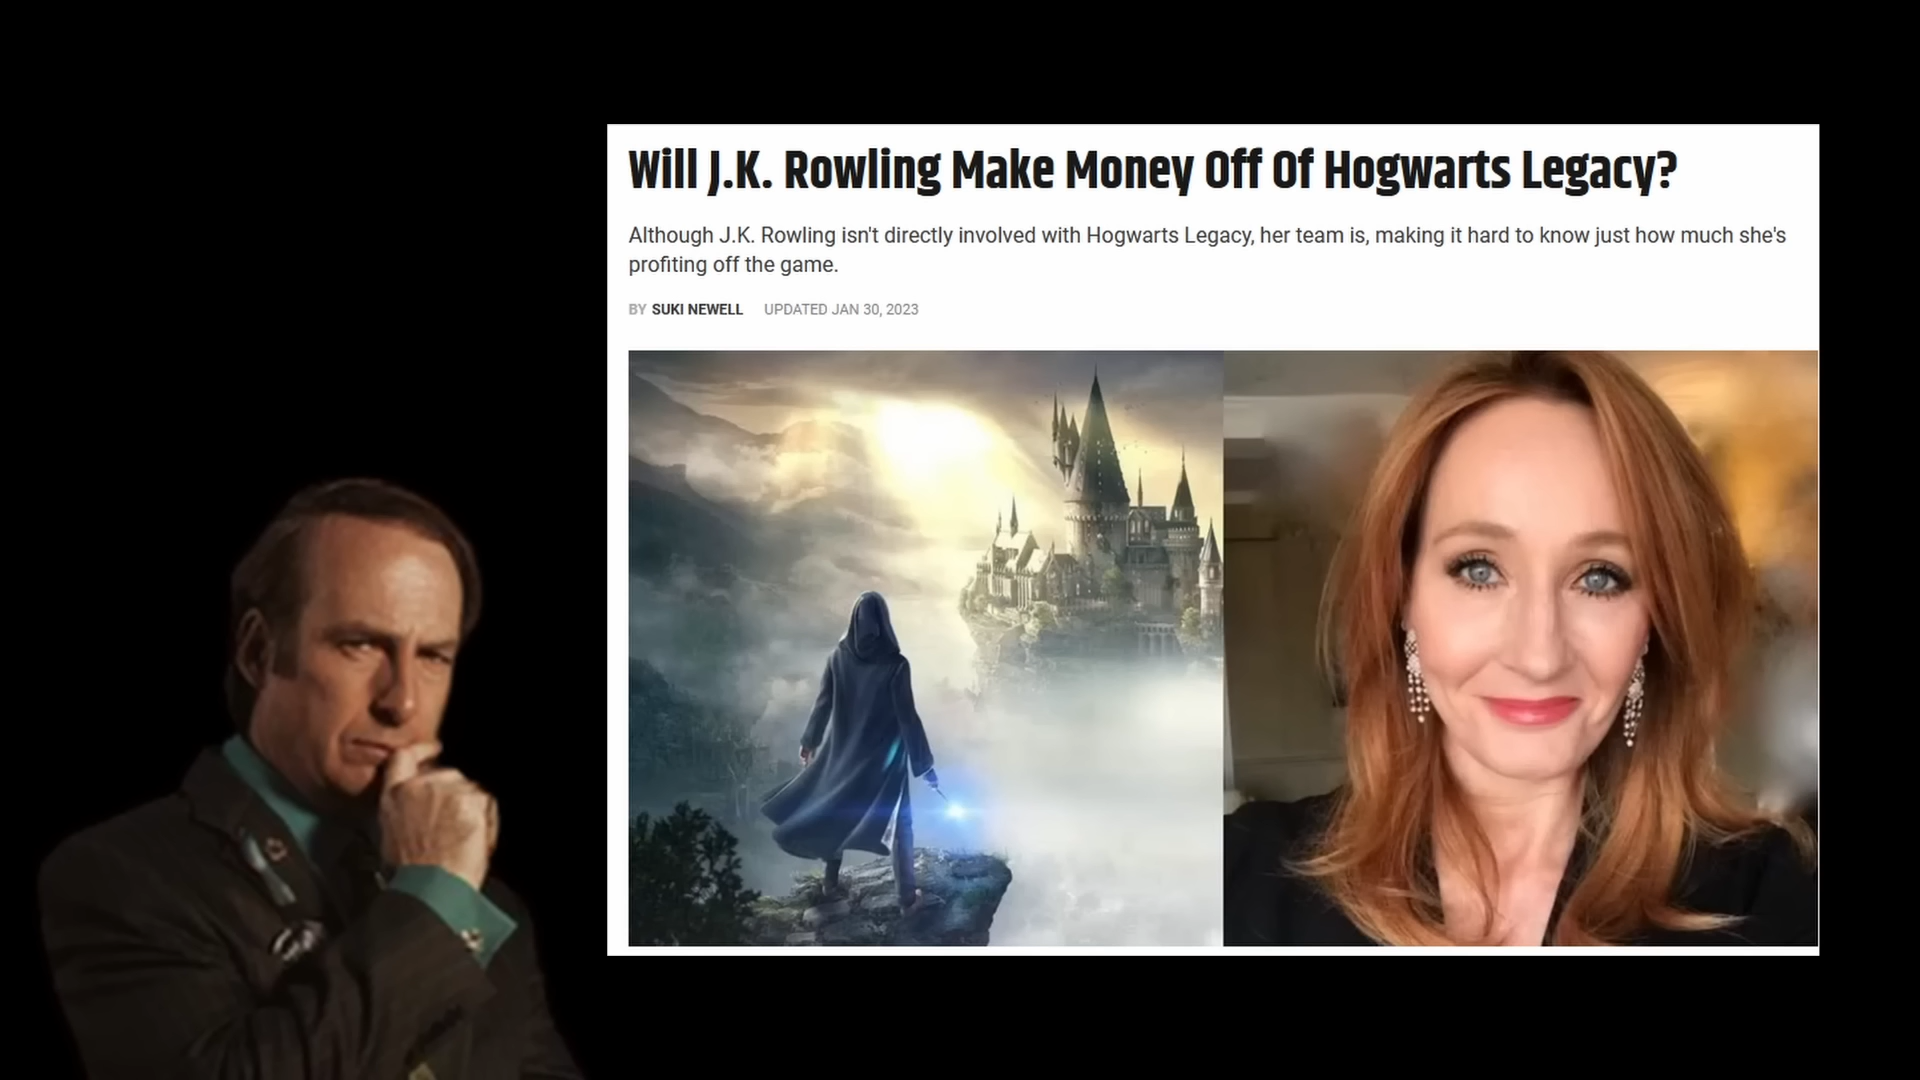 Will J.K. Rowling Make Money Off Of Hogwarts Legacy?
Although J.K. Rowling isn't directly involved with Hogwarts Legacy, her team is, making it hard to know just how much she's
profiting off the game.
BY SUKI NEWELL UPDATED JAN 30, 2023